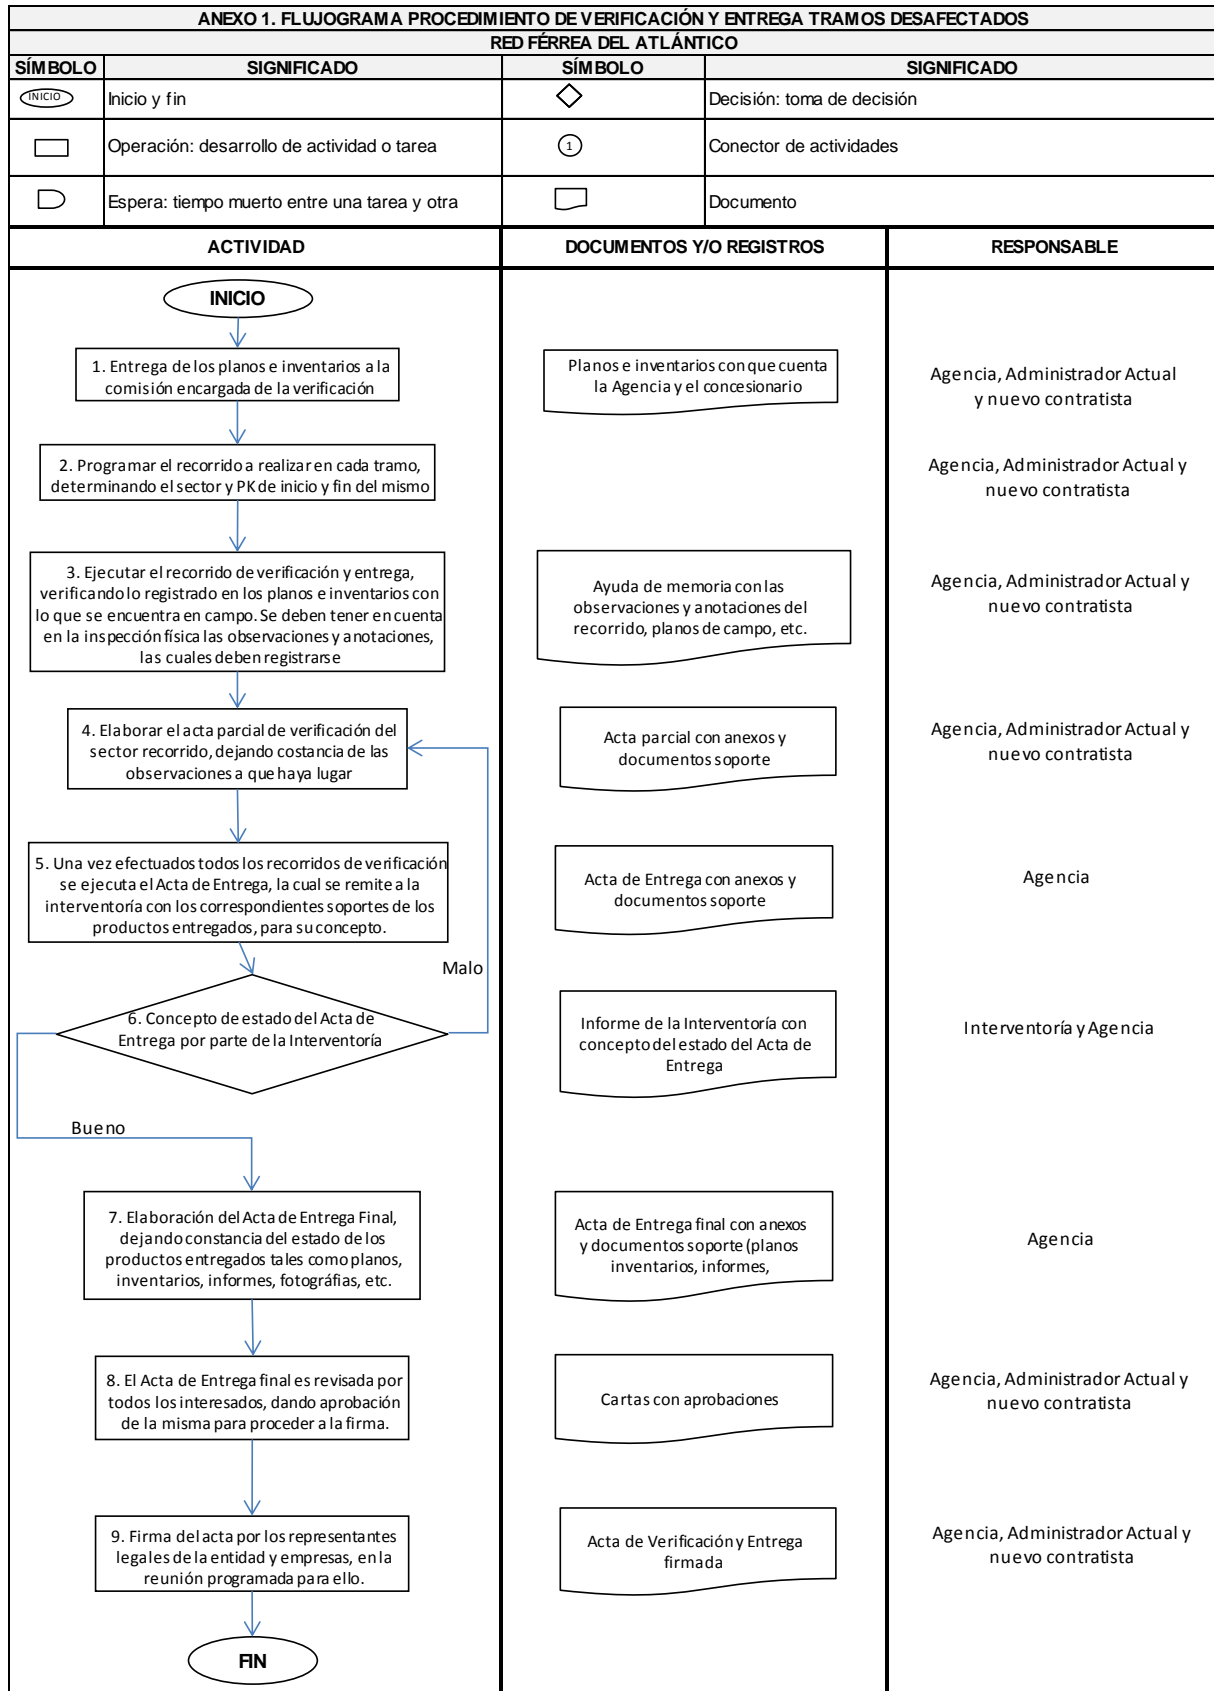 ANEXO 1. FLUJOGRAMA PROCEDIMIENTO DE VERIFICACIÓN Y ENTREGA TRAMOS DESAFECTADOS
RED FÉRREA DEL ATLÁNTICO
SÍMBOLO SIGNIFICADO SÍMBOLO SIGNIFICADO
INICIO Inicio y fin Decisión: toma de decisión
Operación: desarrollo de actividad o tarea 1 Conector de actividades
Espera: tiempo muerto entre una tarea y otra Documento
ACTIVIDAD DOCUMENTOS Y/O REGISTROS RESPONSABLE
INICIO
1. Entrega de los planos e inventarios a la
comisión encargada de la verificación
Planos e inventarios con que cuenta
la Agencia y el concesionario
Agencia, Administrador Actual
y nuevo contratista
2. Programar el recorrido a realizar en cada tramo,
determinando el sector y PK de inicio y fin del mismo
Agencia, Administrador Actual y
nuevo contratista
3. Ejecutar el recorrido de verificación y entrega,
verificando lo registrado en los planos e inventarios con
lo que se encuentra en campo. Se deben tener en cuenta
en la inspección física las observaciones y anotaciones,
las cuales deben registrarse
Ayuda de memoria con las
observaciones y anotaciones del
recorrido, planos de campo, etc.
Agencia, Administrador Actual y
nuevo contratista
4. Elaborar el acta parcial de verificación del
sector recorrido, dejando costancia de las
observaciones a que haya lugar
Acta parcial con anexos y
documentos soporte
Agencia, Administrador Actual y
nuevo contratista
5. Una vez efectuados todos los recorridos de verificación
se ejecuta el Acta de Entrega, la cual se remite a la
interventoría con los correspondientes soportes de los
productos entregados, para su concepto.
Acta de Entrega con anexos y
documentos soporte
Agencia
Malo
6. Concepto de estado del Acta de
Entrega por parte de la Interventoría
Informe de la Interventoría con
concepto del estado del Acta de
Entrega
Interventoría y Agencia
Bueno
7. Elaboración del Acta de Entrega Final,
dejando constancia del estado de los
productos entregados tales como planos,
inventarios, informes, fotográfias, etc.
Acta de Entrega final con anexos
y documentos soporte (planos
inventarios, informes,
Agencia
8. El Acta de Entrega final es revisada por
todos los interesados, dando aprobación
de la misma para proceder a la firma.
Cartas con aprobaciones
Agencia, Administrador Actual y
nuevo contratista
9. Firma del acta por los representantes
legales de la entidad y empresas, en la
reunión programada para ello.
Acta de Verificación y Entrega
firmada
Agencia, Administrador Actual y
nuevo contratista
FIN